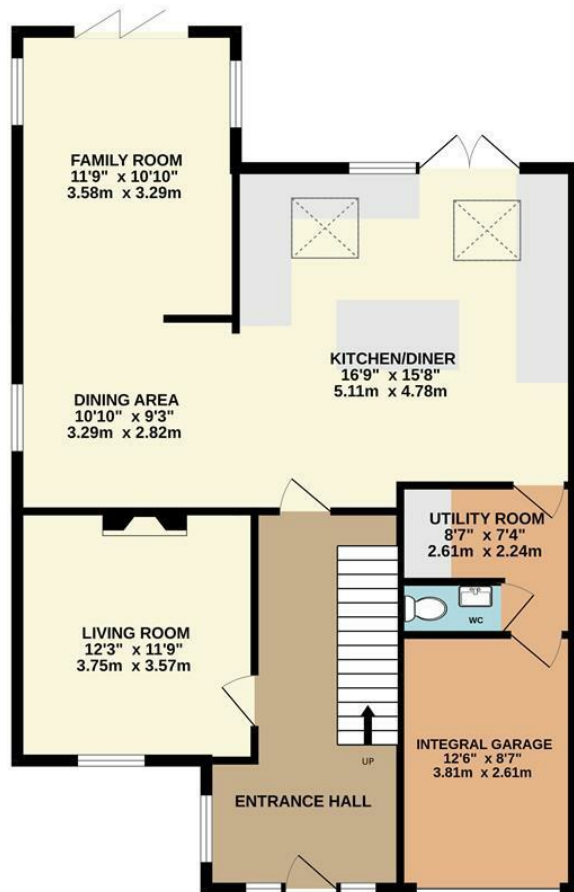 FAMILY ROOM
11'9" x 10'10"
3.58m x 3.29m
KITCHEN/DINER
16'9" x 15'8"
5.11m x 4.78m
DINING AREA
10'10" x 9'3"
3.29m x 2.82m
UTILITY ROOM
8'7" x 7'4"
2.61m x 2.24m
WC
LIVING ROOM
12'3" x 11'9"
3.75m x 3.57m
INTEGRAL GARAGE
12'6" x 8'7"
3.81m x 2.61m
UP
ENTRANCE HALL